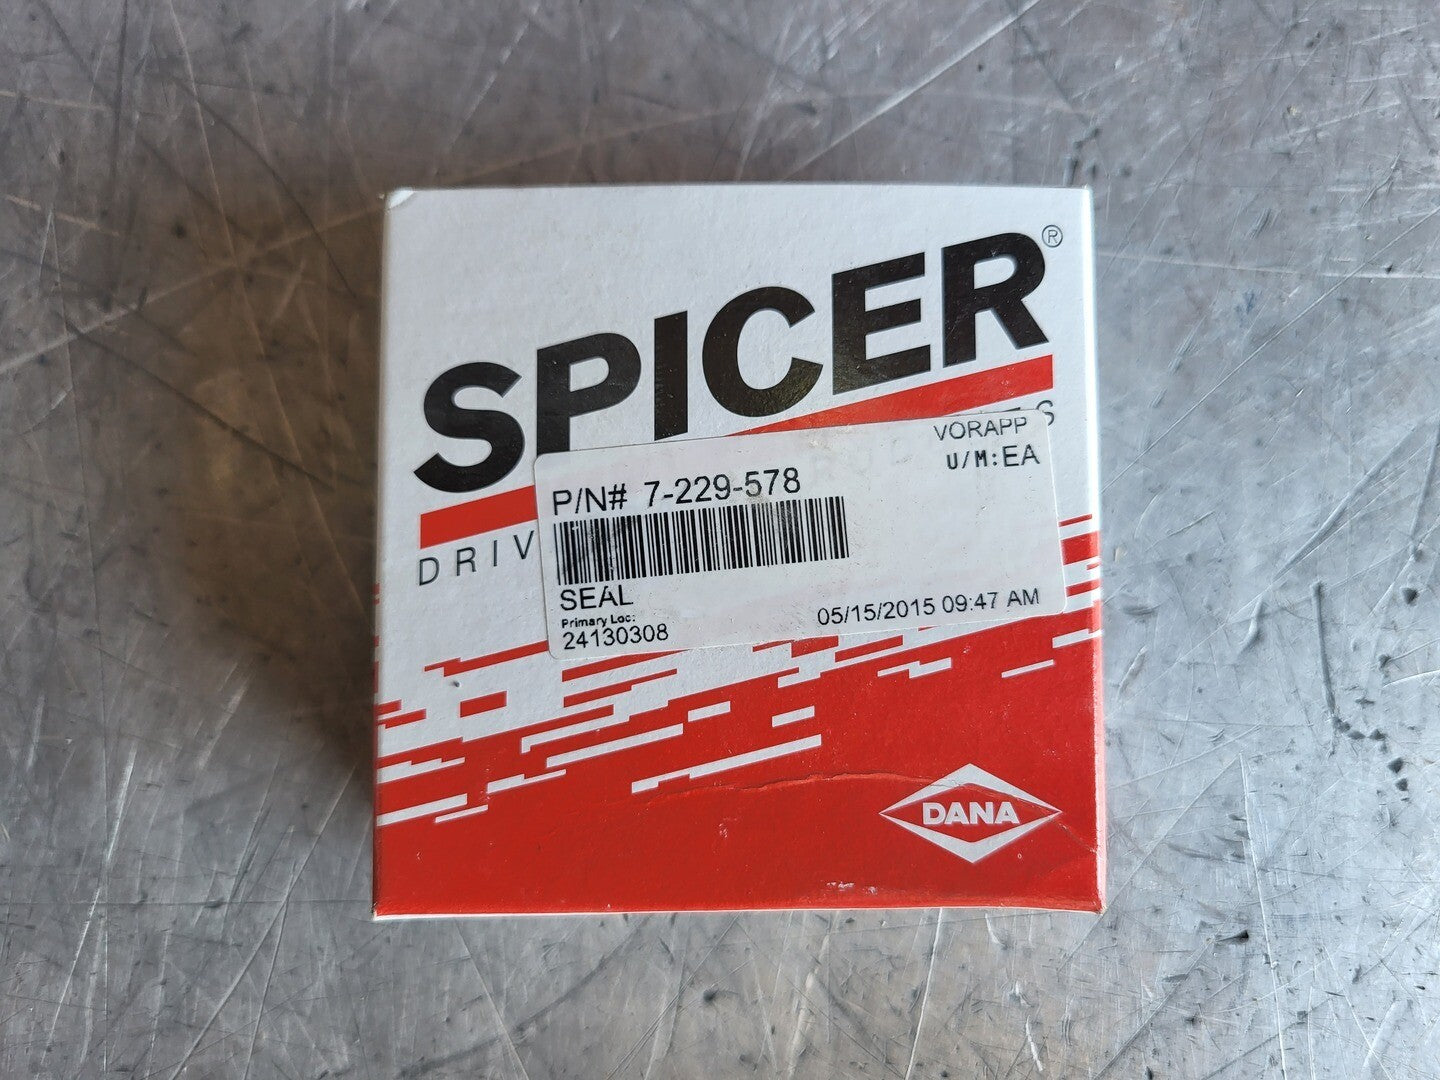 SPICER®
DRIV
S
VORAPP
P/N# 7-229-578
U/M:EA
SEAL
Primary Loc:
24130308
05/15/2015 09:47 AM
DANA